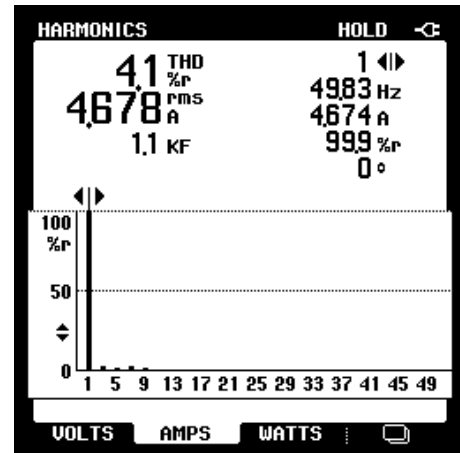 HARMONICS HOLD
4.1 THD %r
4.678 rms A
1.1 KF
1
49.83 Hz
4.674 A
99.9 %r
0 °
100
%r
50
0
1 5 9 13 17 21 25 29 33 37 41 45 49
VOLTS AMPS WATTS